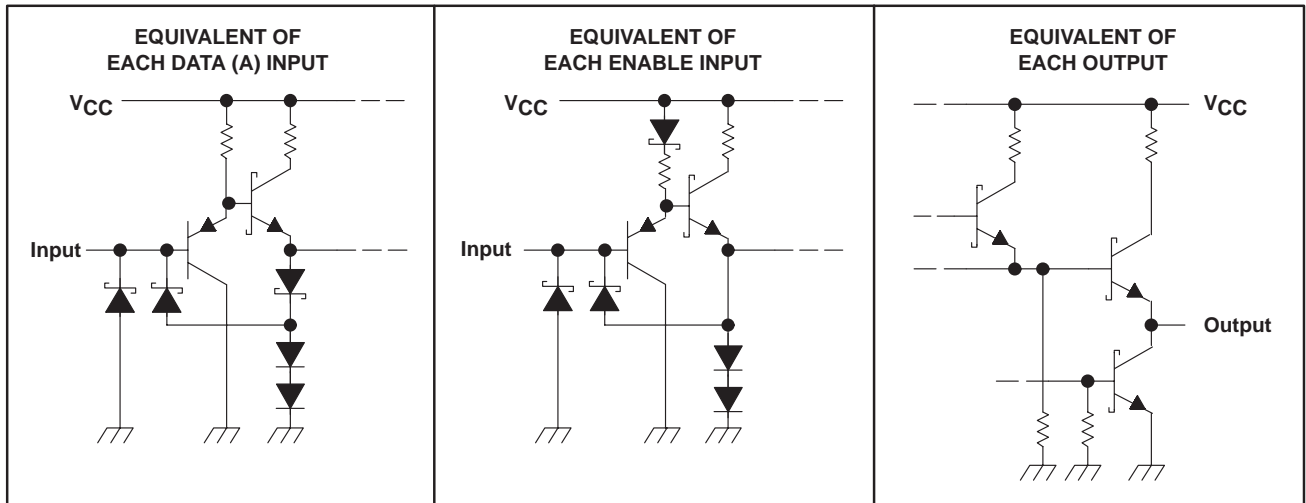 EQUIVALENT OF
EACH DATA (A) INPUT
VCC
Input
EQUIVALENT OF
EACH ENABLE INPUT
VCC
Input
EQUIVALENT OF
EACH OUTPUT
VCC
Output